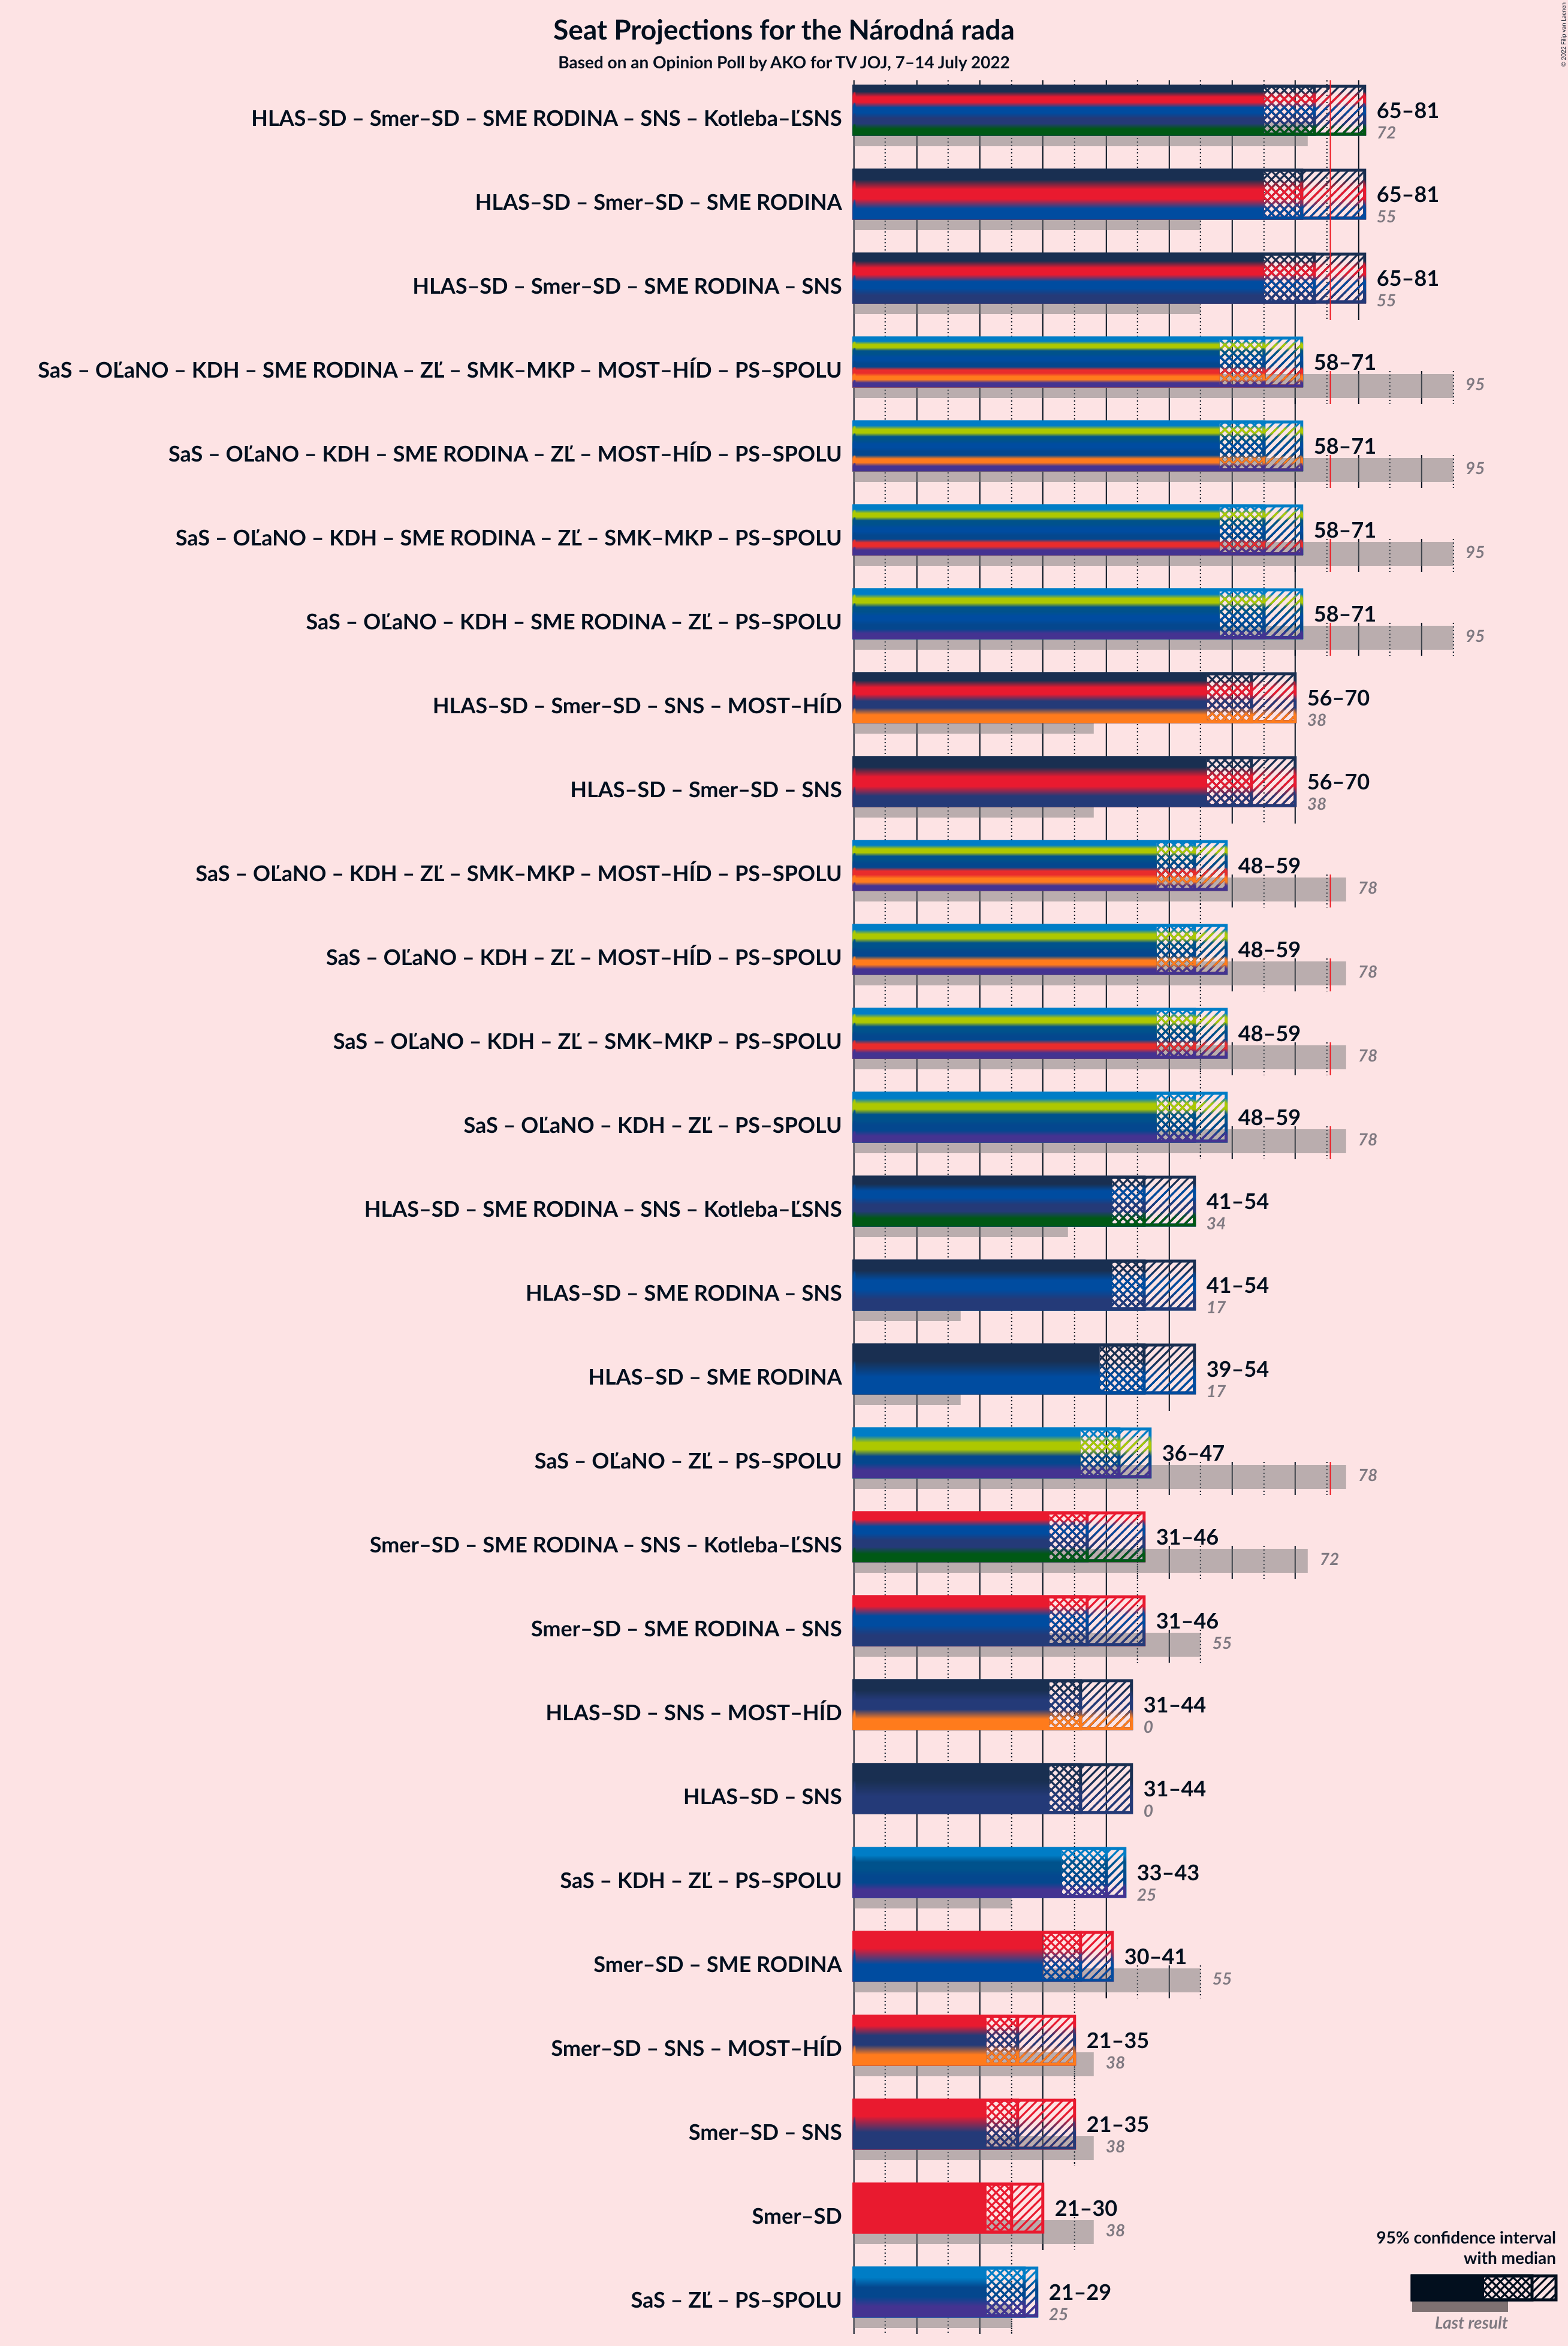 Seat Projections for the Národná rada
Based on an Opinion Poll by AKO for TV JOJ, 7–14 July 2022
© 2022 Filip van Laenen
HLAS–SD – Smer–SD – SME RODINA – SNS – Kotleba–ĽSNS
65–81
72
HLAS–SD – Smer–SD – SME RODINA
65–81
55
HLAS–SD – Smer–SD – SME RODINA – SNS
65–81
55
SaS – OĽaNO – KDH – SME RODINA – ZĽ – SMK–MKP – MOST–HÍD – PS–SPOLU
58–71
95
SaS – OĽaNO – KDH – SME RODINA – ZĽ – MOST–HÍD – PS–SPOLU
58–71
95
SaS – OĽaNO – KDH – SME RODINA – ZĽ – SMK–MKP – PS–SPOLU
58–71
95
SaS – OĽaNO – KDH – SME RODINA – ZĽ – PS–SPOLU
58–71
95
HLAS–SD – Smer–SD – SNS – MOST–HÍD
56–70
38
HLAS–SD – Smer–SD – SNS
56–70
38
SaS – OĽaNO – KDH – ZĽ – SMK–MKP – MOST–HÍD – PS–SPOLU
48–59
78
SaS – OĽaNO – KDH – ZĽ – MOST–HÍD – PS–SPOLU
48–59
78
SaS – OĽaNO – KDH – ZĽ – SMK–MKP – PS–SPOLU
48–59
78
SaS – OĽaNO – KDH – ZĽ – PS–SPOLU
48–59
78
HLAS–SD – SME RODINA – SNS – Kotleba–ĽSNS
41–54
34
HLAS–SD – SME RODINA – SNS
41–54
17
HLAS–SD – SME RODINA
39–54
17
SaS – OĽaNO – ZĽ – PS–SPOLU
36–47
78
Smer–SD – SME RODINA – SNS – Kotleba–ĽSNS
31–46
72
Smer–SD – SME RODINA – SNS
31–46
55
HLAS–SD – SNS – MOST–HÍD
31–44
0
HLAS–SD – SNS
31–44
0
SaS – KDH – ZĽ – PS–SPOLU
33–43
25
Smer–SD – SME RODINA
30–41
55
Smer–SD – SNS – MOST–HÍD
21–35
38
Smer–SD – SNS
21–35
38
Smer–SD
21–30
38
SaS – ZĽ – PS–SPOLU
21–29
25
95% confidence interval
with median
Last result